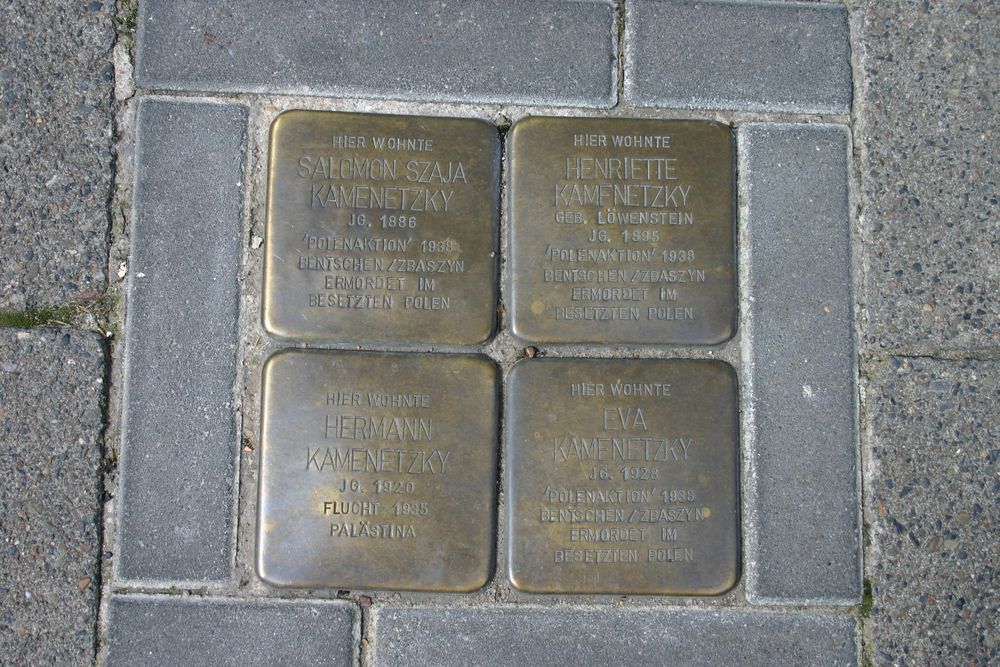 HIER WOHNTE
SALOMON SZAJA
KAMENETZKY
JG. 1886
'POLENAKTION' 1938
BENTSCHEN/ZBASZYN
ERMORDET IM
BESETZTEN POLEN
HIER WOHNTE
HENRIETTE
KAMENETZKY
GEB. LÖWENSTEIN
JG. 1895
'POLENAKTION' 1938
BENTSCHEN/ZBASZYN
ERMORDET IM
BESETZTEN POLEN
HIER WOHNTE
HERMANN
KAMENETZKY
JG. 1920
FLUCHT 1935
PALÄSTINA
HIER WOHNTE
EVA
KAMENETZKY
JG. 1928
'POLENAKTION' 1938
BENTSCHEN/ZBASZYN
ERMORDET IM
BESETZTEN POLEN